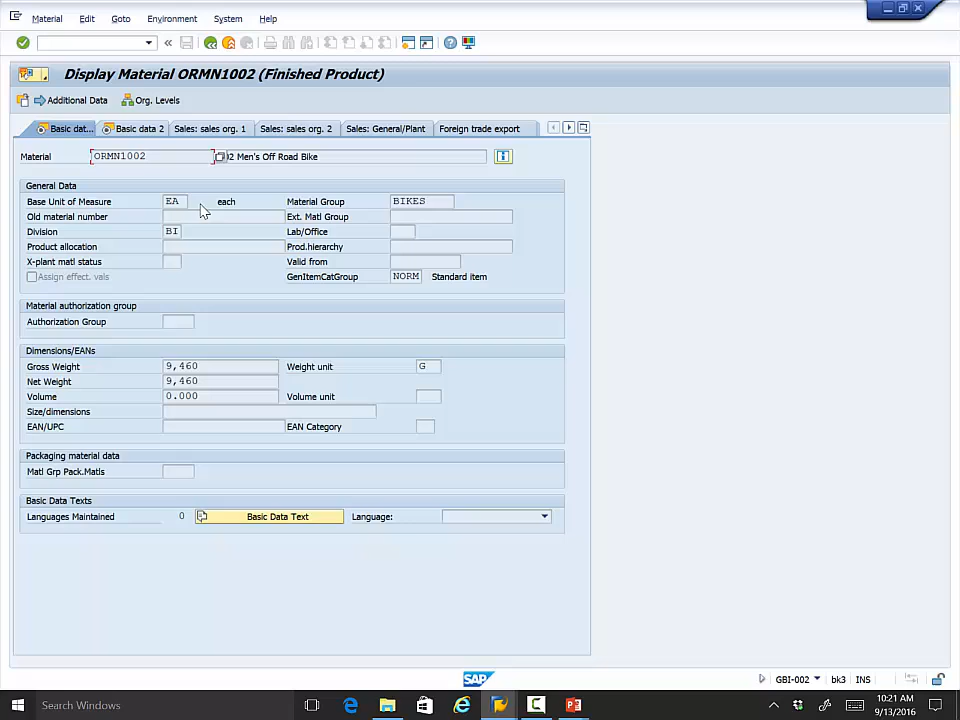 Material Edit Goto Environment System Help
Display Material ORMN1002 (Finished Product)
Additional Data Org. Levels
Basic dat... Basic data 2 Sales: sales org. 1 Sales: sales org. 2 Sales: General/Plant Foreign trade export
Material ORMN1002 02 Men's Off Road Bike
General Data
Base Unit of Measure EA each Material Group BIKES
Old material number Ext. Matl Group
Division BI Lab/Office
Product allocation Prod.hierarchy
X-plant matl status Valid from
Assign effect. vals GenItemCatGroup NORM Standard item
Material authorization group
Authorization Group
Dimensions/EANs
Gross Weight 9,460 Weight unit G
Net Weight 9,460
Volume 0.000 Volume unit
Size/dimensions
EAN/UPC EAN Category
Packaging material data
Matl Grp Pack.Matls
Basic Data Texts
Languages Maintained 0 Basic Data Text Language:
SAP GBI-002 bk3 INS
Search Windows 10:21 AM
9/13/2016